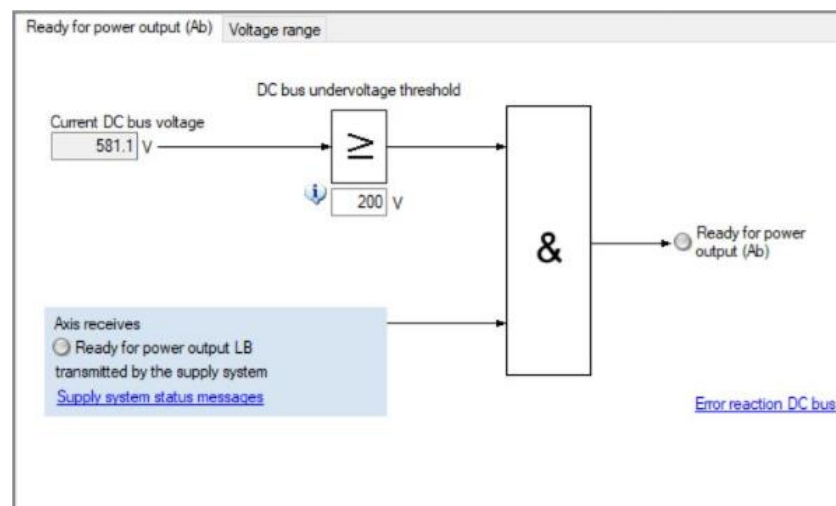 Ready for power output (Ab)
Voltage range
DC bus undervoltage threshold
Current DC bus voltage
581.1 V
≥
200 V
&
Ready for power
output (Ab)
Axis receives
Ready for power output LB
transmitted by the supply system
Supply system status messages
Error reaction DC bus